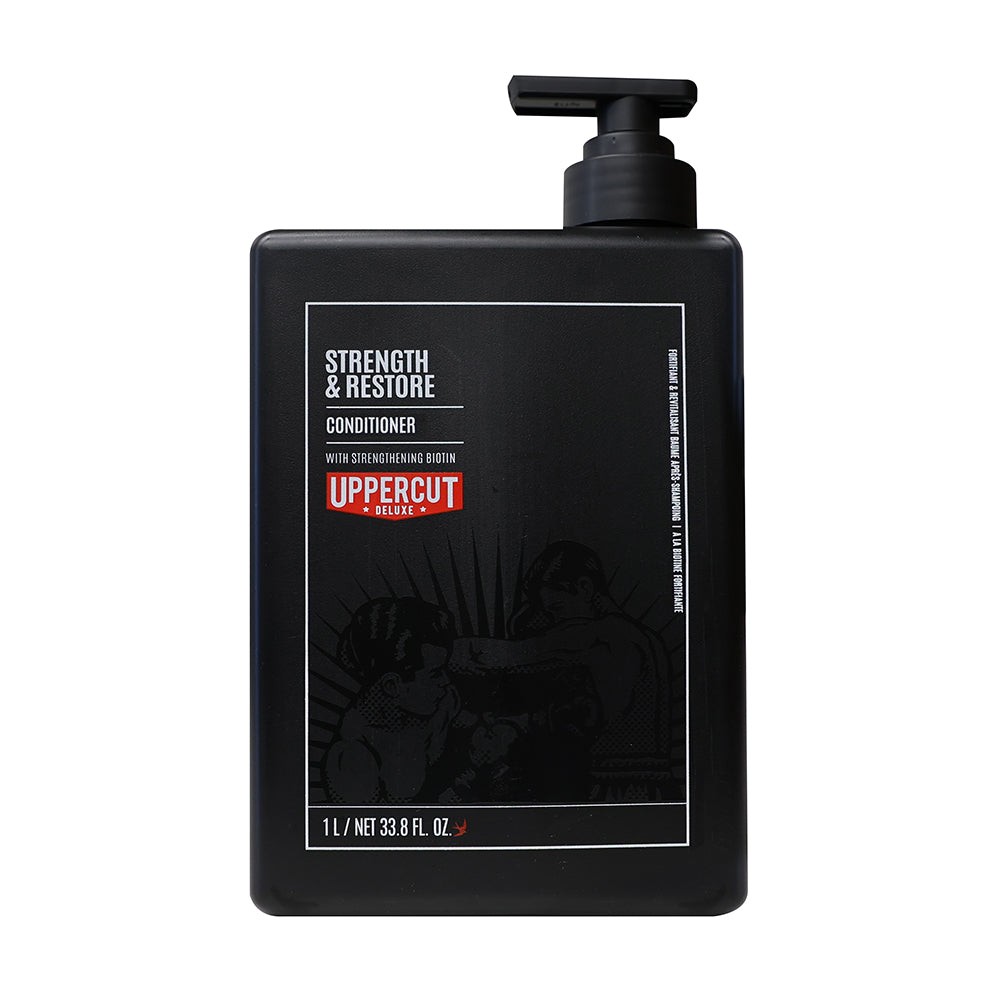 STRENGTH
& RESTORE
CONDITIONER
WITH STRENGTHENING BIOTIN
UPPERCUT
★ DELUXE ★
FORTIFIANT & REVITALISANT BAUME APRÈS-SHAMPOING | A LA BIOTINE FORTIFIANTE
1 L / NET 33.8 FL. OZ.